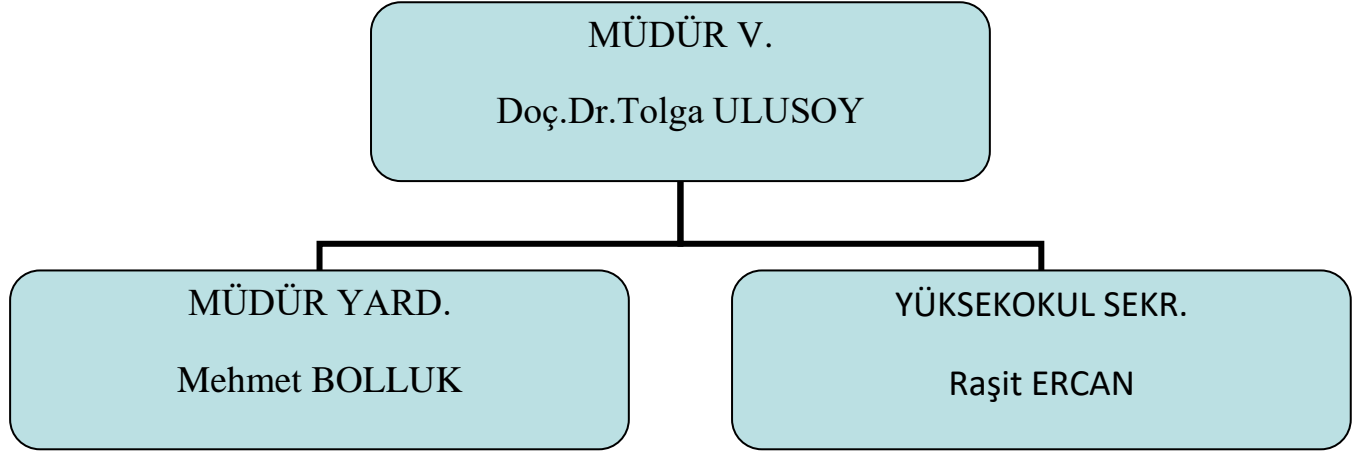 MÜDÜR V.
Doç.Dr.Tolga ULUSOY
MÜDÜR YARD.
Mehmet BOLLUK
YÜKSEKOKUL SEKR.
Raşit ERCAN